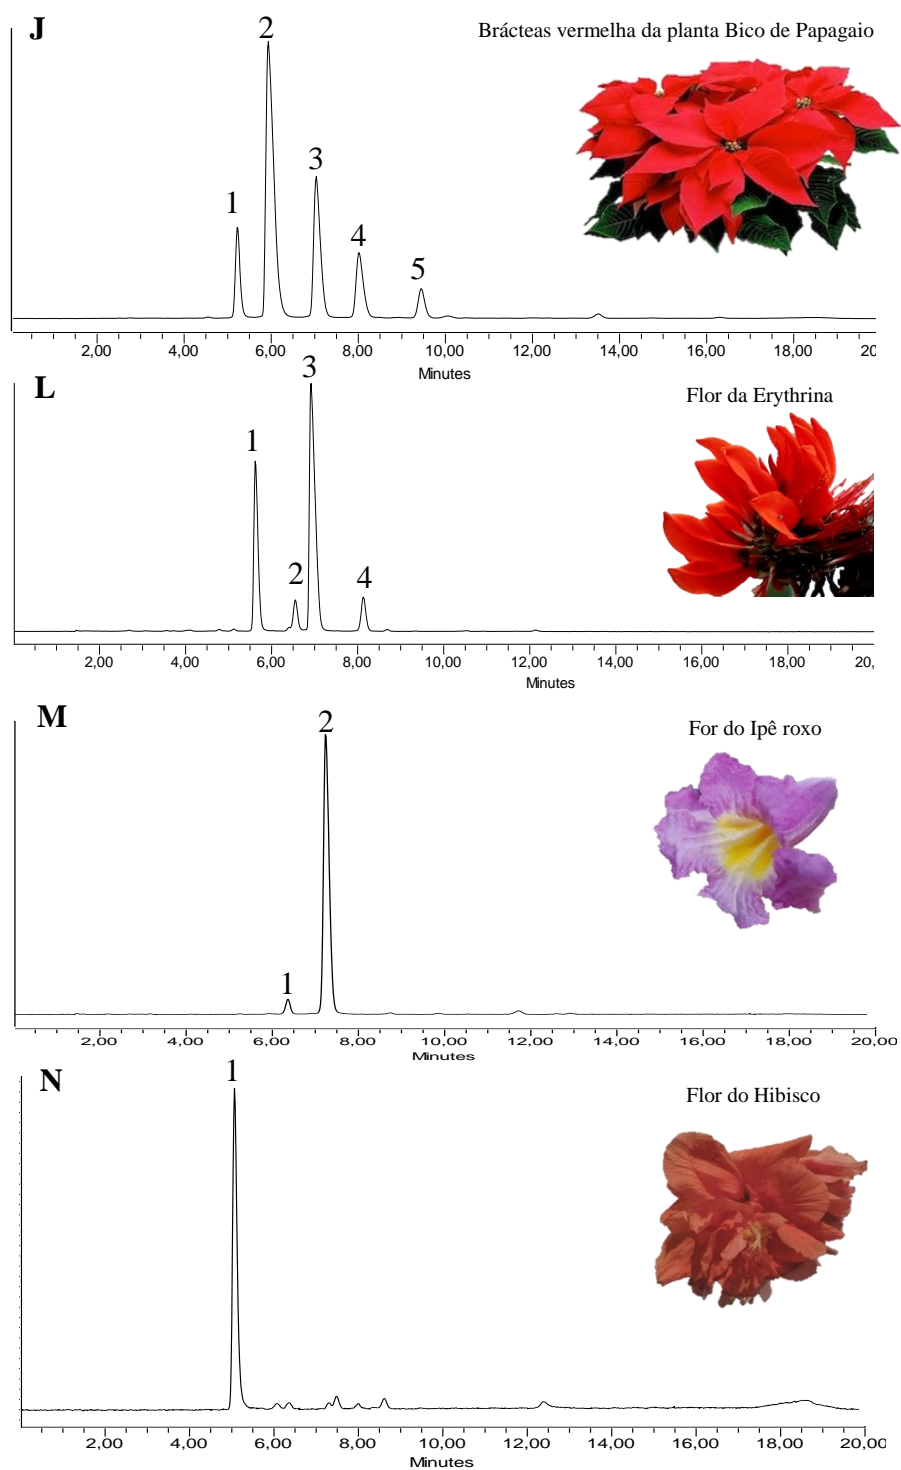 J
Brácteas vermelha da planta Bico de Papagaio
2
3
1
4
5
2,00 4,00 6,00 8,00 10,00 12,00 14,00 16,00 18,00 20
Minutes
L
3
Flor da Erythrina
1
2
4
2,00 4,00 6,00 8,00 10,00 12,00 14,00 16,00 18,00 20,
Minutes
M
2
For do Ipê roxo
1
2,00 4,00 6,00 8,00 10,00 12,00 14,00 16,00 18,00 20,00
Minutes
N
1
Flor do Hibisco
2,00 4,00 6,00 8,00 10,00 12,00 14,00 16,00 18,00 20,00
Minutes